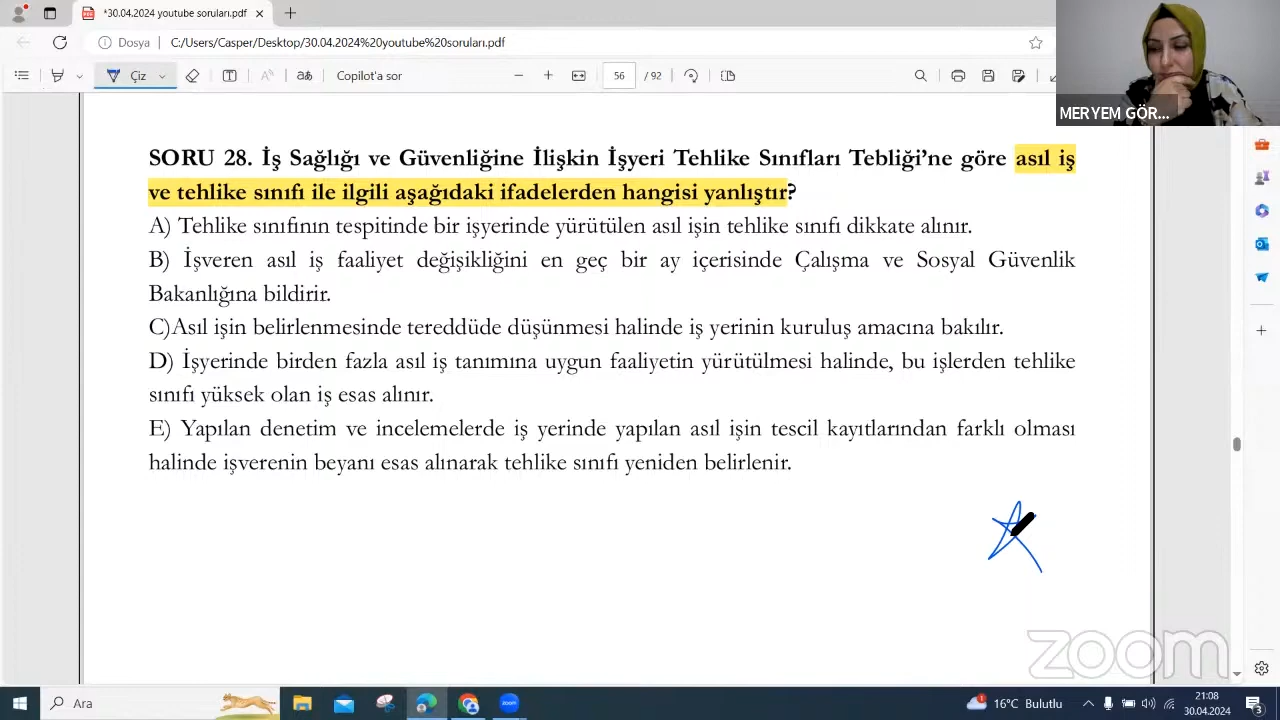 *30.04.2024 youtube soruları.pdf
Dosya
C:/Users/Casper/Desktop/30.04.2024%20youtube%20soruları.pdf
Çiz
Copilot'a sor
56 / 92
MERYEM GÖR...
SORU 28. İş Sağlığı ve Güvenliğine İlişkin İşyeri Tehlike Sınıfları Tebliği’ne göre asıl iş
ve tehlike sınıfı ile ilgili aşağıdaki ifadelerden hangisi yanlıştır?
A) Tehlike sınıfının tespitinde bir işyerinde yürütülen asıl işin tehlike sınıfı dikkate alınır.
B) İşveren asıl iş faaliyet değişikliğini en geç bir ay içerisinde Çalışma ve Sosyal Güvenlik
Bakanlığına bildirir.
C)Asıl işin belirlenmesinde tereddüde düşünmesi halinde iş yerinin kuruluş amacına bakılır.
D) İşyerinde birden fazla asıl iş tanımına uygun faaliyetin yürütülmesi halinde, bu işlerden tehlike
sınıfı yüksek olan iş esas alınır.
E) Yapılan denetim ve incelemelerde iş yerinde yapılan asıl işin tescil kayıtlarından farklı olması
halinde işverenin beyanı esas alınarak tehlike sınıfı yeniden belirlenir.
zoom
Ara
zoom
1
16°C Bulutlu
21:08
30.04.2024
3